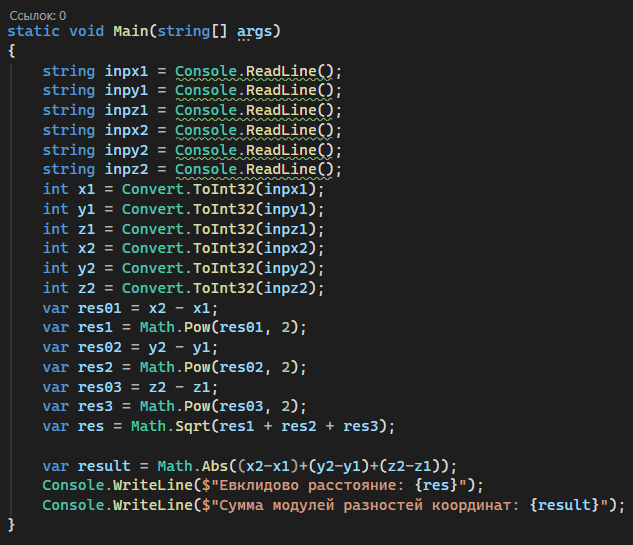 Ссылок: 0
static void Main(string[] args)
{
string inpx1 = Console.ReadLine();
string inpy1 = Console.ReadLine();
string inpz1 = Console.ReadLine();
string inpx2 = Console.ReadLine();
string inpy2 = Console.ReadLine();
string inpz2 = Console.ReadLine();
int x1 = Convert.ToInt32(inpx1);
int y1 = Convert.ToInt32(inpy1);
int z1 = Convert.ToInt32(inpz1);
int x2 = Convert.ToInt32(inpx2);
int y2 = Convert.ToInt32(inpy2);
int z2 = Convert.ToInt32(inpz2);
var res01 = x2 - x1;
var res1 = Math.Pow(res01, 2);
var res02 = y2 - y1;
var res2 = Math.Pow(res02, 2);
var res03 = z2 - z1;
var res3 = Math.Pow(res03, 2);
var res = Math.Sqrt(res1 + res2 + res3);
var result = Math.Abs((x2-x1)+(y2-y1)+(z2-z1));
Console.WriteLine($"Евклидово расстояние: {res}");
Console.WriteLine($"Сумма модулей разностей координат: {result}");
}